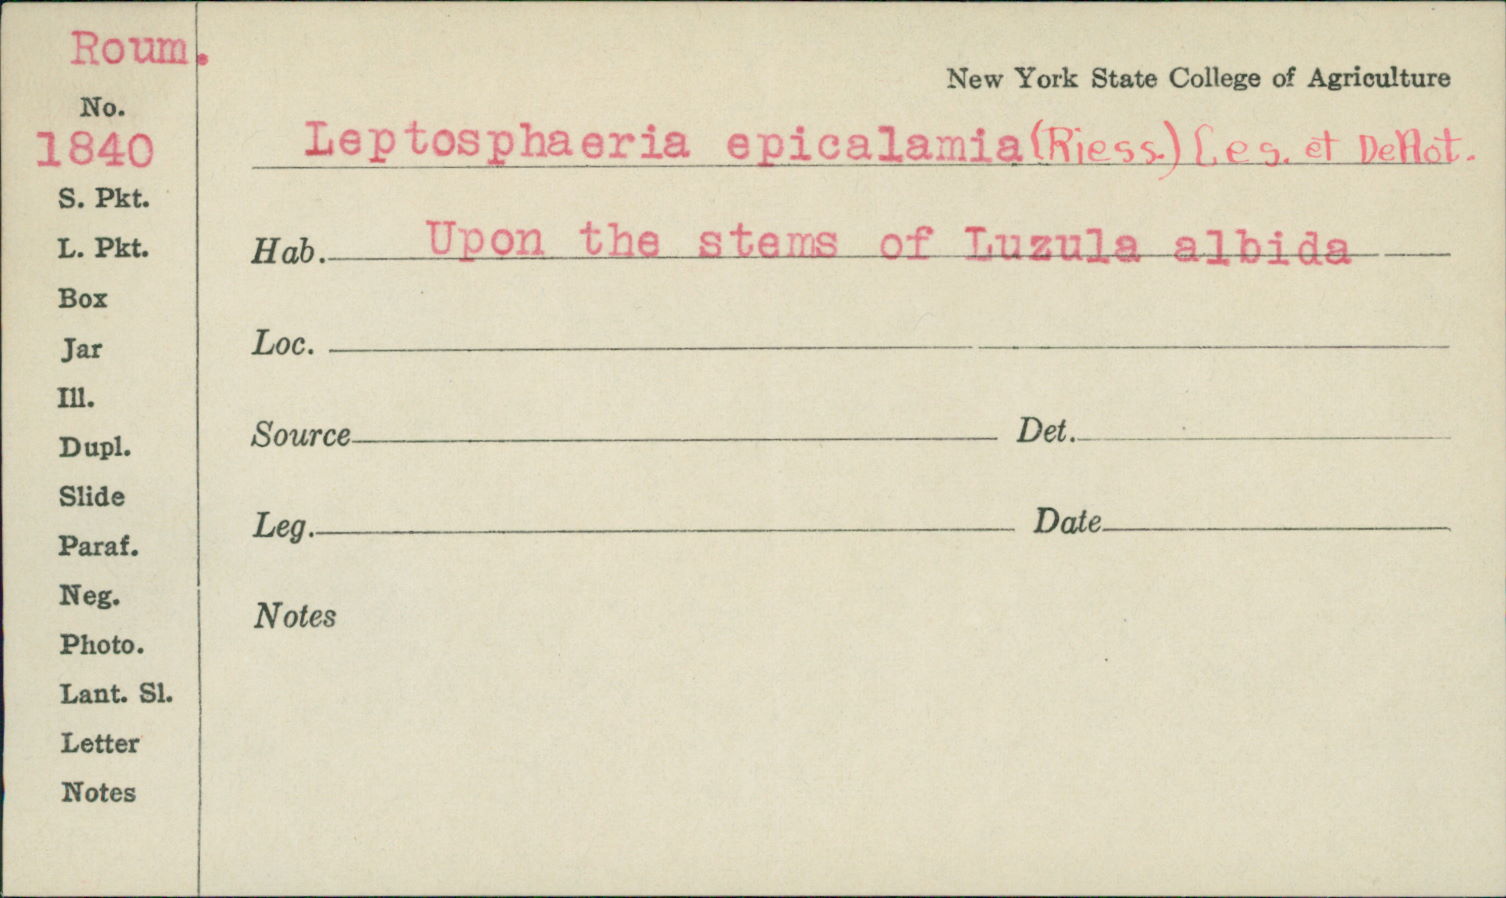 Roum.
New York State College of Agriculture
No.
1840
Leptosphaeria epicalamia (Riess.) Ces. et DeNot.
S. Pkt.
L. Pkt.
Hab. Upon the stems of Luzula albida
Box
Jar
Loc.
Ill.
Dupl.
Source Det.
Slide
Leg. Date
Paraf.
Neg.
Notes
Photo.
Lant. Sl.
Letter
Notes